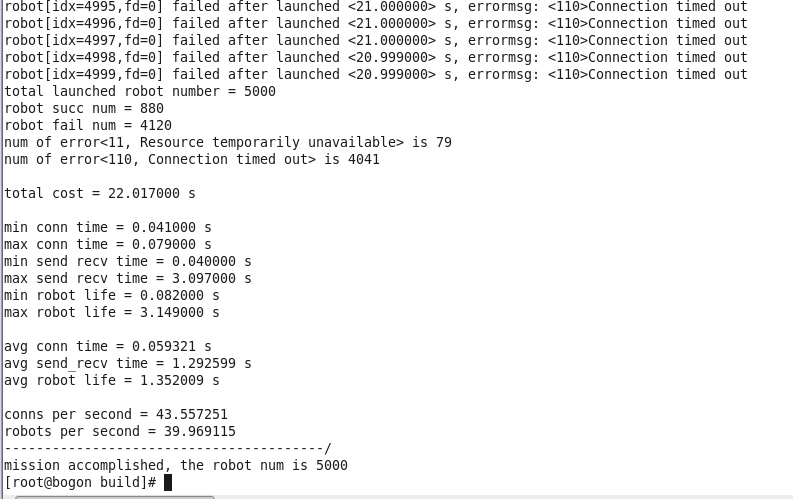 robot[idx=4995,fd=0] failed after launched <21.000000> s, errormsg: <110>Connection timed out
robot[idx=4996,fd=0] failed after launched <21.000000> s, errormsg: <110>Connection timed out
robot[idx=4997,fd=0] failed after launched <21.000000> s, errormsg: <110>Connection timed out
robot[idx=4998,fd=0] failed after launched <20.999000> s, errormsg: <110>Connection timed out
robot[idx=4999,fd=0] failed after launched <20.999000> s, errormsg: <110>Connection timed out
total launched robot number = 5000
robot succ num = 880
robot fail num = 4120
num of error<11, Resource temporarily unavailable> is 79
num of error<110, Connection timed out> is 4041
total cost = 22.017000 s
min conn time = 0.041000 s
max conn time = 0.079000 s
min send recv time = 0.040000 s
max send recv time = 3.097000 s
min robot life = 0.082000 s
max robot life = 3.149000 s
avg conn time = 0.059321 s
avg send_recv time = 1.292599 s
avg robot life = 1.352009 s
conns per second = 43.557251
robots per second = 39.969115
----------------------------------------/
mission accomplished, the robot num is 5000
[root@bogon build]#